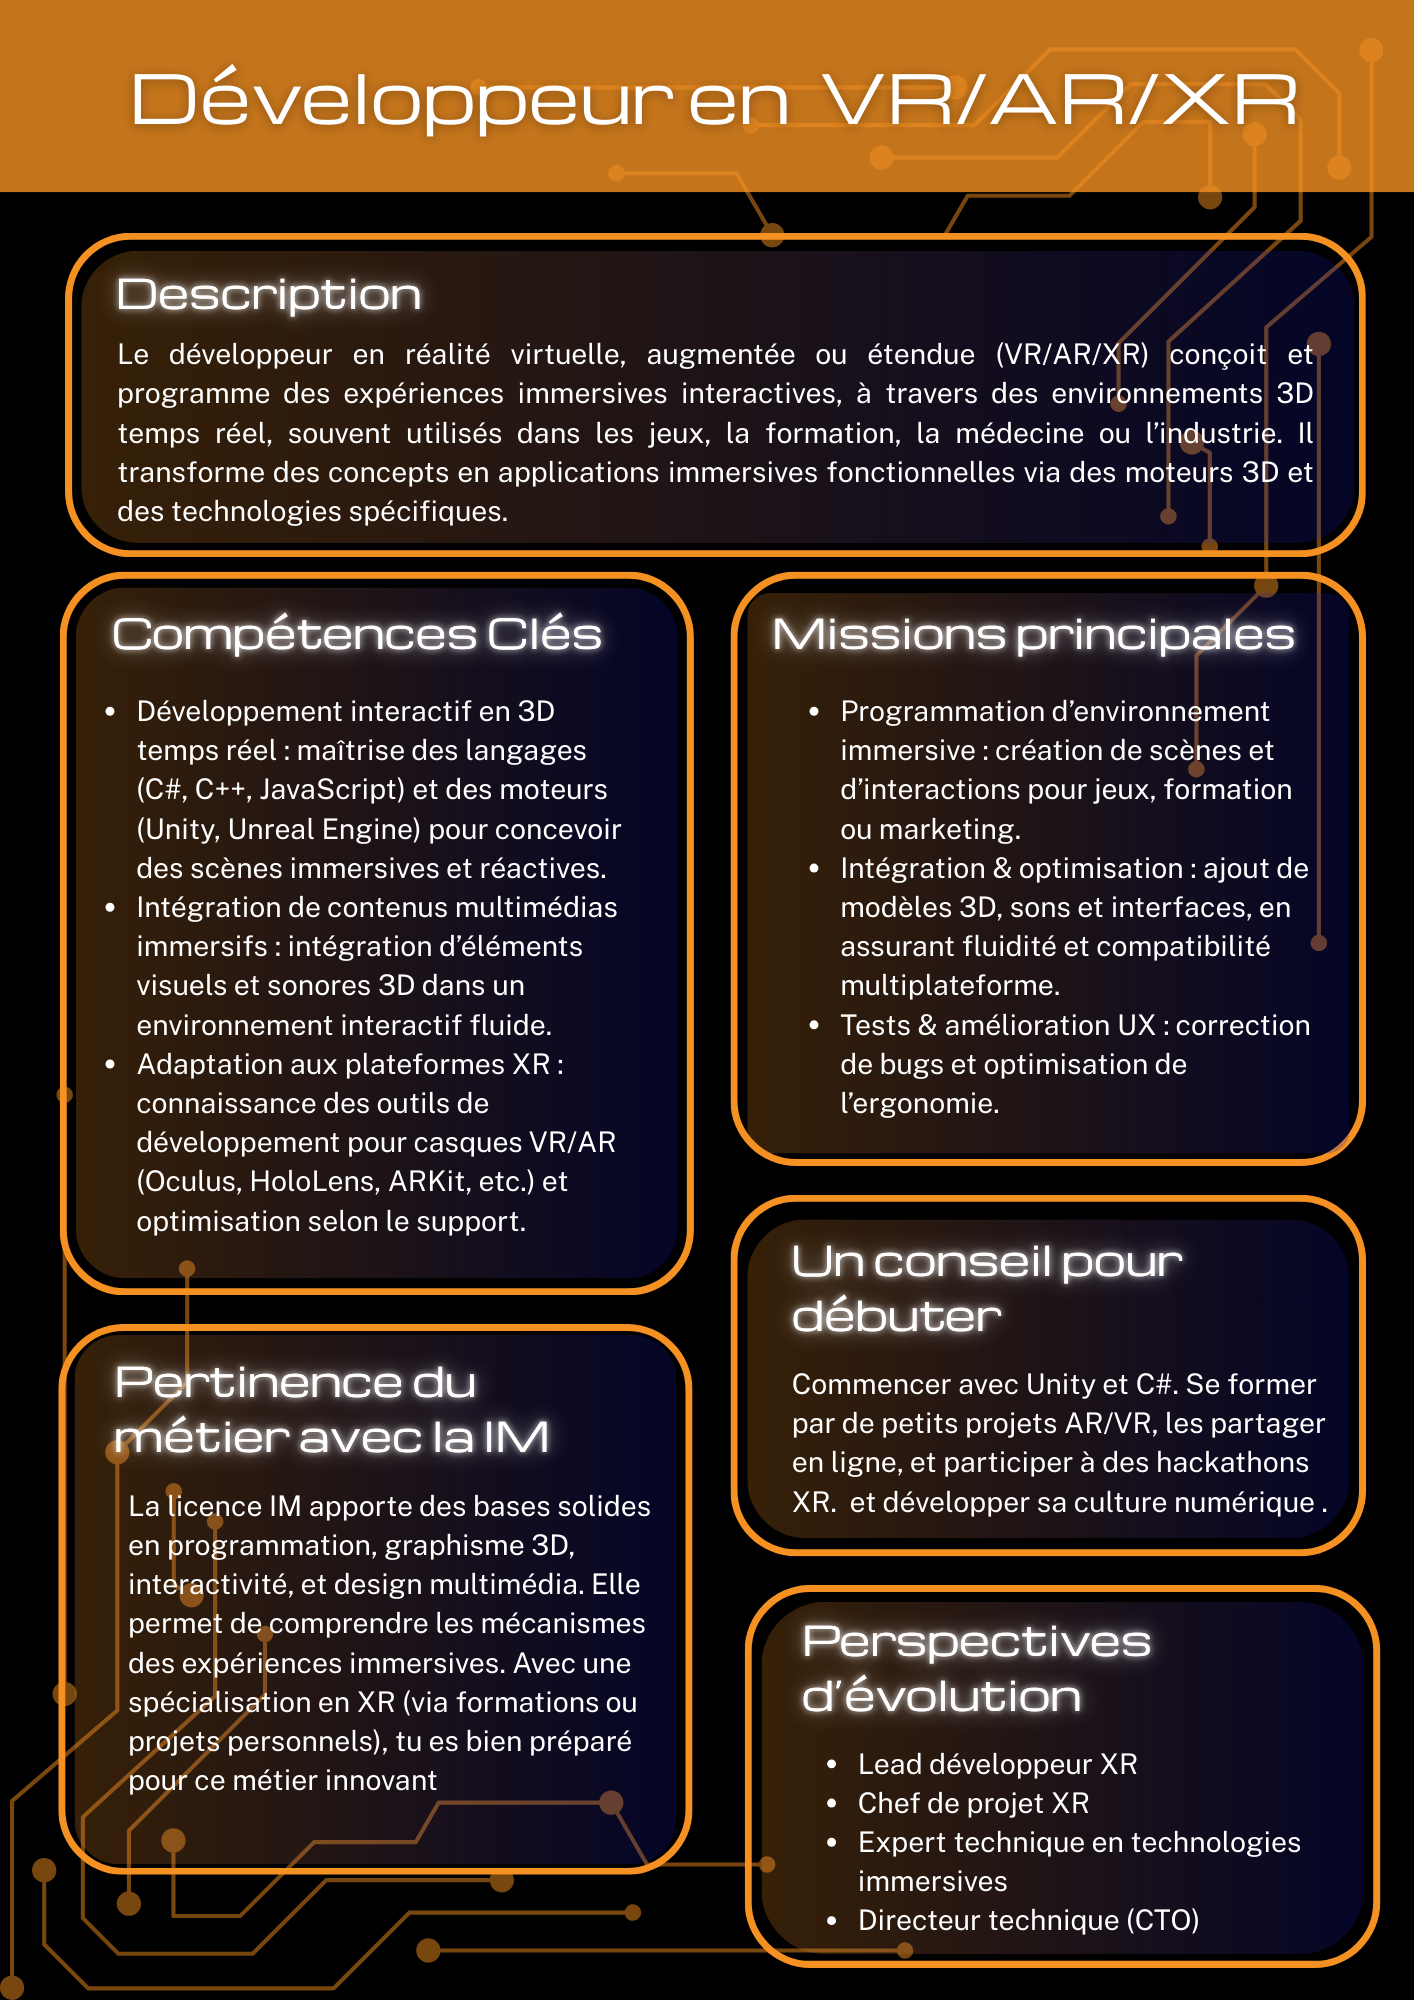 Développeur en VR/AR/XR
Description
Le développeur en réalité virtuelle, augmentée ou étendue (VR/AR/XR) conçoit et
programme des expériences immersives interactives, à travers des environnements 3D
temps réel, souvent utilisés dans les jeux, la formation, la médecine ou l'industrie. Il
transforme des concepts en applications immersives fonctionnelles via des moteurs 3D et
des technologies spécifiques.
Compétences Clés
• Développement interactif en 3D
temps réel : maîtrise des langages
(C#, C++, JavaScript) et des moteurs
(Unity, Unreal Engine) pour concevoir
des scènes immersives et réactives.
• Intégration de contenus multimédias
immersifs : intégration d'éléments
visuels et sonores 3D dans un
environnement interactif fluide.
• Adaptation aux plateformes XR :
connaissance des outils de
développement pour casques VR/AR
(Oculus, HoloLens, ARKit, etc.) et
optimisation selon le support.
Missions principales
• Programmation d'environnement
immersive : création de scènes et
d'interactions pour jeux, formation
ou marketing.
• Intégration & optimisation : ajout de
modèles 3D, sons et interfaces, en
assurant fluidité et compatibilité
multiplateforme.
• Tests & amélioration UX : correction
de bugs et optimisation de
l'ergonomie.
Pertinence du
métier avec la IM
La licence IM apporte des bases solides
en programmation, graphisme 3D,
interactivité, et design multimédia. Elle
permet de comprendre les mécanismes
des expériences immersives. Avec une
spécialisation en XR (via formations ou
projets personnels), tu es bien préparé
pour ce métier innovant
Un conseil pour
débuter
Commencer avec Unity et C#. Se former
par de petits projets AR/VR, les partager
en ligne, et participer à des hackathons
XR.  et développer sa culture numérique .
Perspectives
d'évolution
• Lead développeur XR
• Chef de projet XR
• Expert technique en technologies
immersives
• Directeur technique (CTO)